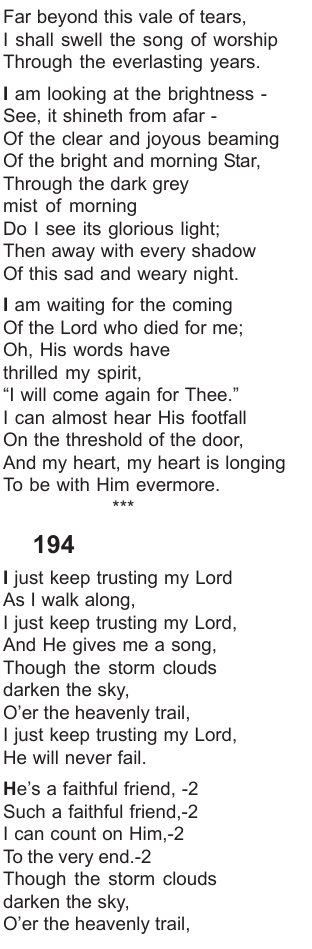 Far beyond this vale of tears,
I shall swell the song of worship
Through the everlasting years.
I am looking at the brightness -
See, it shineth from afar -
Of the clear and joyous beaming
Of the bright and morning Star,
Through the dark grey
mist of morning
Do I see its glorious light;
Then away with every shadow
Of this sad and weary night.
I am waiting for the coming
Of the Lord who died for me;
Oh, His words have
thrilled my spirit,
“I will come again for Thee.”
I can almost hear His footfall
On the threshold of the door,
And my heart, my heart is longing
To be with Him evermore.
***
194
I just keep trusting my Lord
As I walk along,
I just keep trusting my Lord,
And He gives me a song,
Though the storm clouds
darken the sky,
O’er the heavenly trail,
I just keep trusting my Lord,
He will never fail.
He’s a faithful friend, -2
Such a faithful friend,-2
I can count on Him,-2
To the very end.-2
Though the storm clouds
darken the sky,
O’er the heavenly trail,